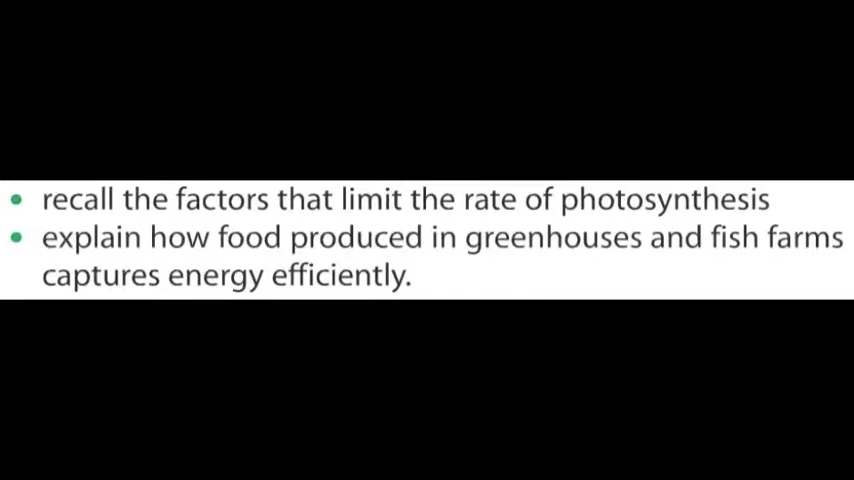 • recall the factors that limit the rate of photosynthesis
• explain how food produced in greenhouses and fish farms
captures energy efficiently.